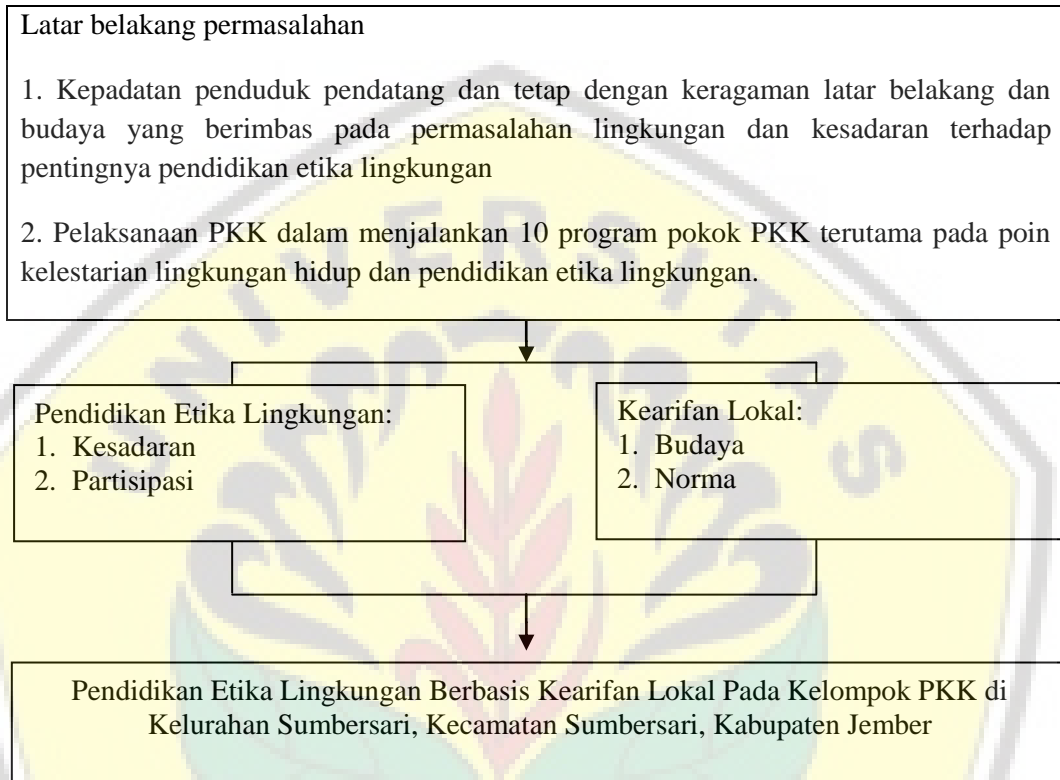 Latar belakang permasalahan
1. Kepadatan penduduk pendatang dan tetap dengan keragaman latar belakang dan
budaya yang berimbas pada permasalahan lingkungan dan kesadaran terhadap
pentingnya pendidikan etika lingkungan
2. Pelaksanaan PKK dalam menjalankan 10 program pokok PKK terutama pada poin
kelestarian lingkungan hidup dan pendidikan etika lingkungan.
UNIVERSITAS
Pendidikan Etika Lingkungan:
1. Kesadaran
2. Partisipasi
Kearifan Lokal:
1. Budaya
2. Norma
Pendidikan Etika Lingkungan Berbasis Kearifan Lokal Pada Kelompok PKK di
Kelurahan Sumbersari, Kecamatan Sumbersari, Kabupaten Jember